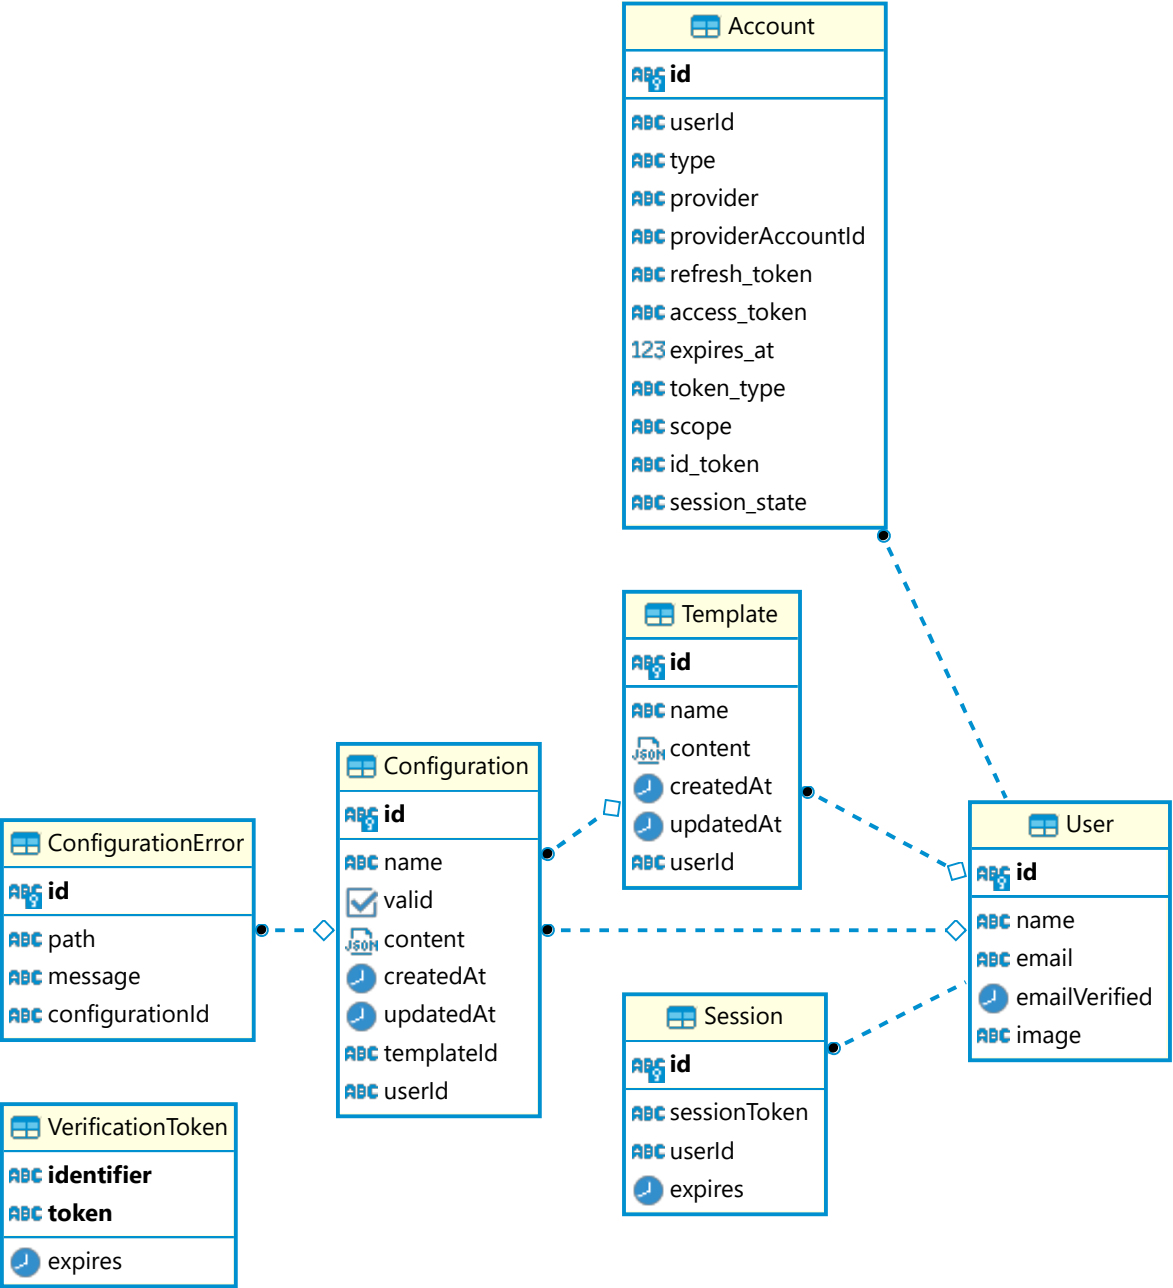 Account
id
userId
type
provider
providerAccountId
refresh_token
access_token
123 expires_at
token_type
scope
id_token
session_state
Template
id
name
content
createdAt
updatedAt
userId
Configuration
id
name
valid
content
createdAt
updatedAt
templateId
userId
ConfigurationError
id
path
message
configurationId
User
id
name
email
emailVerified
image
Session
id
sessionToken
userId
expires
VerificationToken
identifier
token
expires